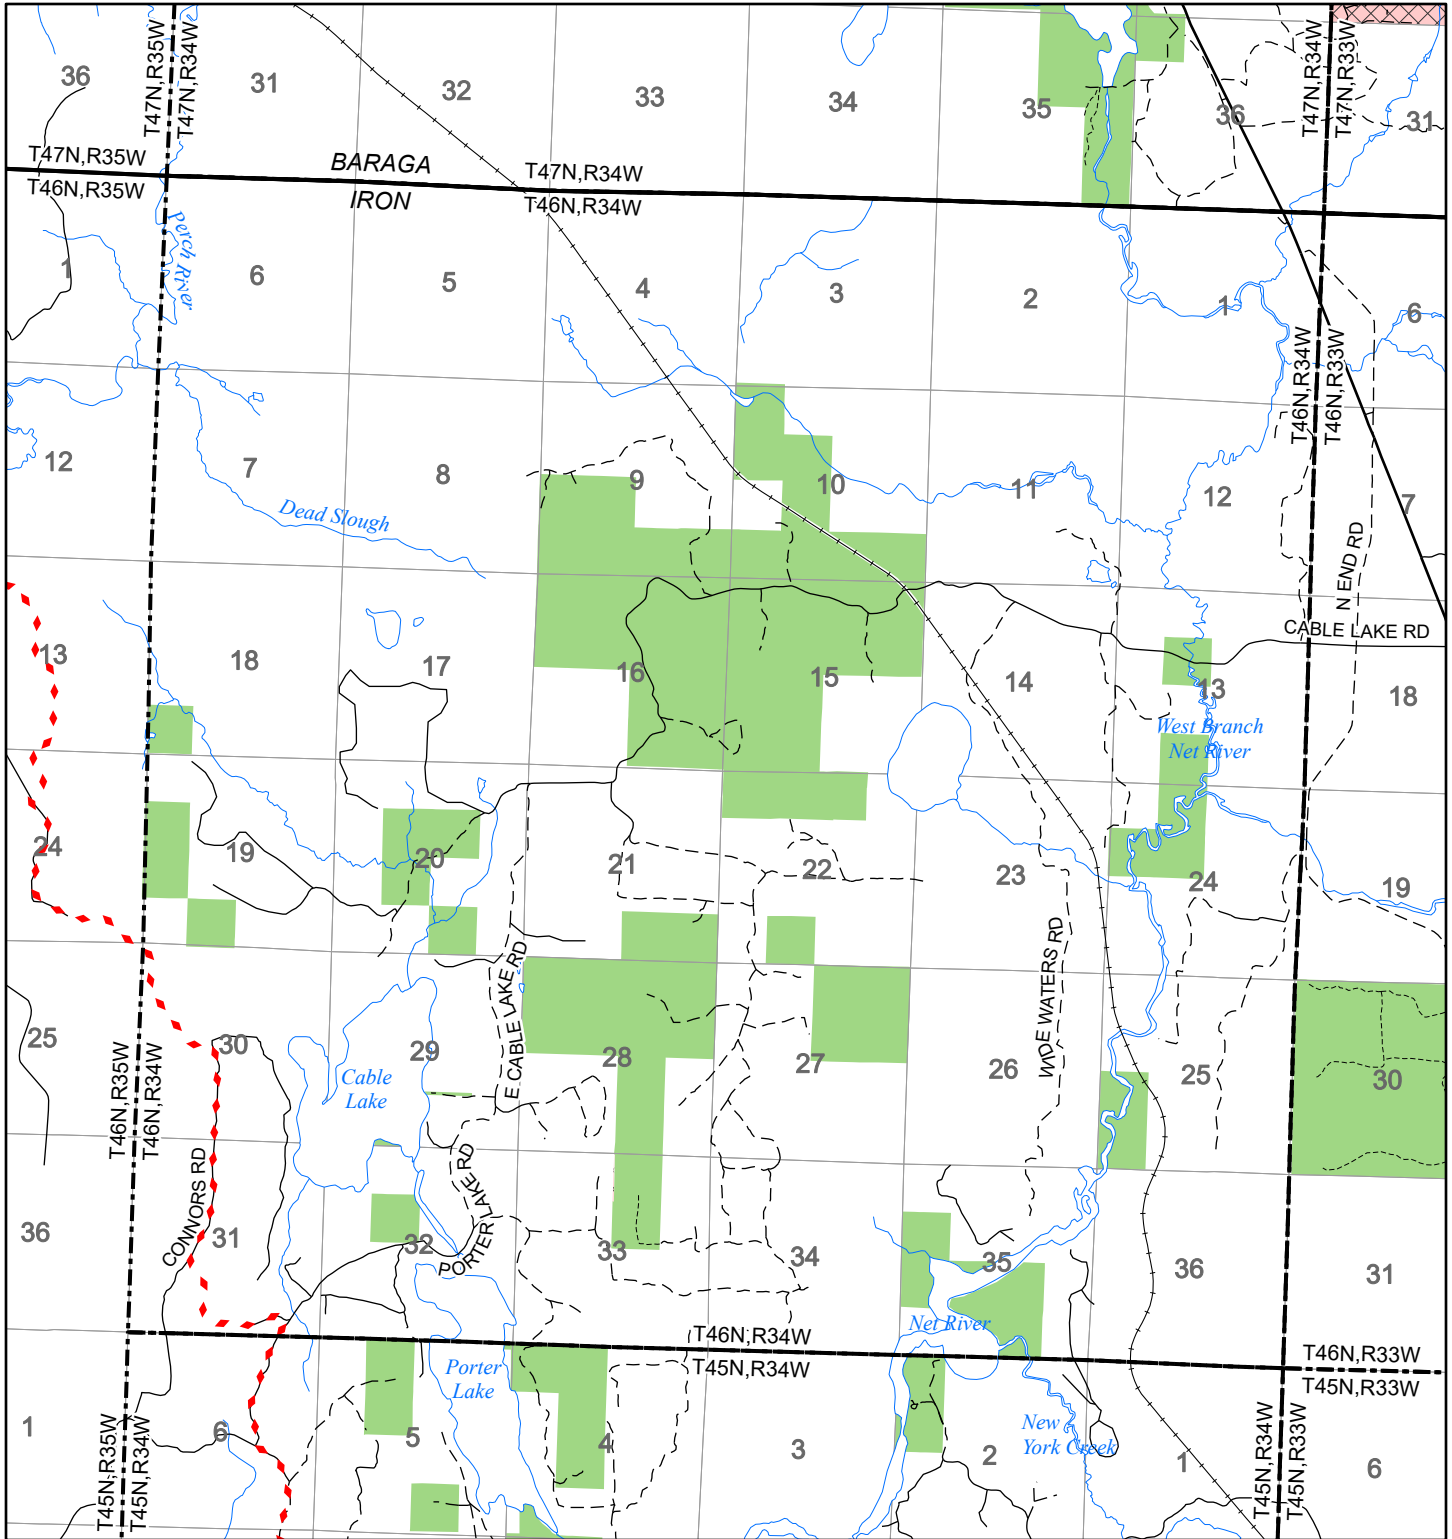 T47N,R35W
T47N,R34W
T47N,R34W
T47N,R33W
36
31
32
33
34
35
36
31
T47N,R35W
BARAGA
T47N,R34W
T46N,R35W
IRON
T46N,R34W
Perch River
1
6
5
4
3
2
1
6
T46N,R34W
T46N,R33W
12
7
8
9
10
11
12
7
Dead Slough
N END RD
CABLE LAKE RD
13
18
17
16
15
14
13
18
West Branch
Net River
24
19
20
21
22
23
24
19
E CABLE LAKE RD
WIDE WATERS RD
25
30
29
28
27
26
25
30
Cable
Lake
T46N,R35W
T46N,R34W
CONNORS RD
PORTER LAKE RD
36
31
32
33
34
35
36
31
Net River
T46N,R34W
T45N,R34W
T46N,R33W
T45N,R33W
Porter
Lake
New
York Creek
1
6
5
4
3
2
1
6
T45N,R35W
T45N,R34W
T45N,R34W
T45N,R33W